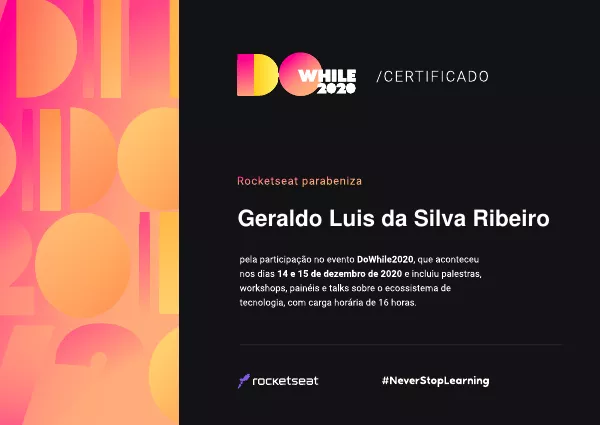 DO WHILE
2020
/CERTIFICADO
Rocketseat parabeniza
Geraldo Luis da Silva Ribeiro
pela participação no evento DoWhile2020, que aconteceu
nos dias 14 e 15 de dezembro de 2020 e incluiu palestras,
workshops, painéis e talks sobre o ecossistema de
tecnologia, com carga horária de 16 horas.
rocketseat
#NeverStopLearning